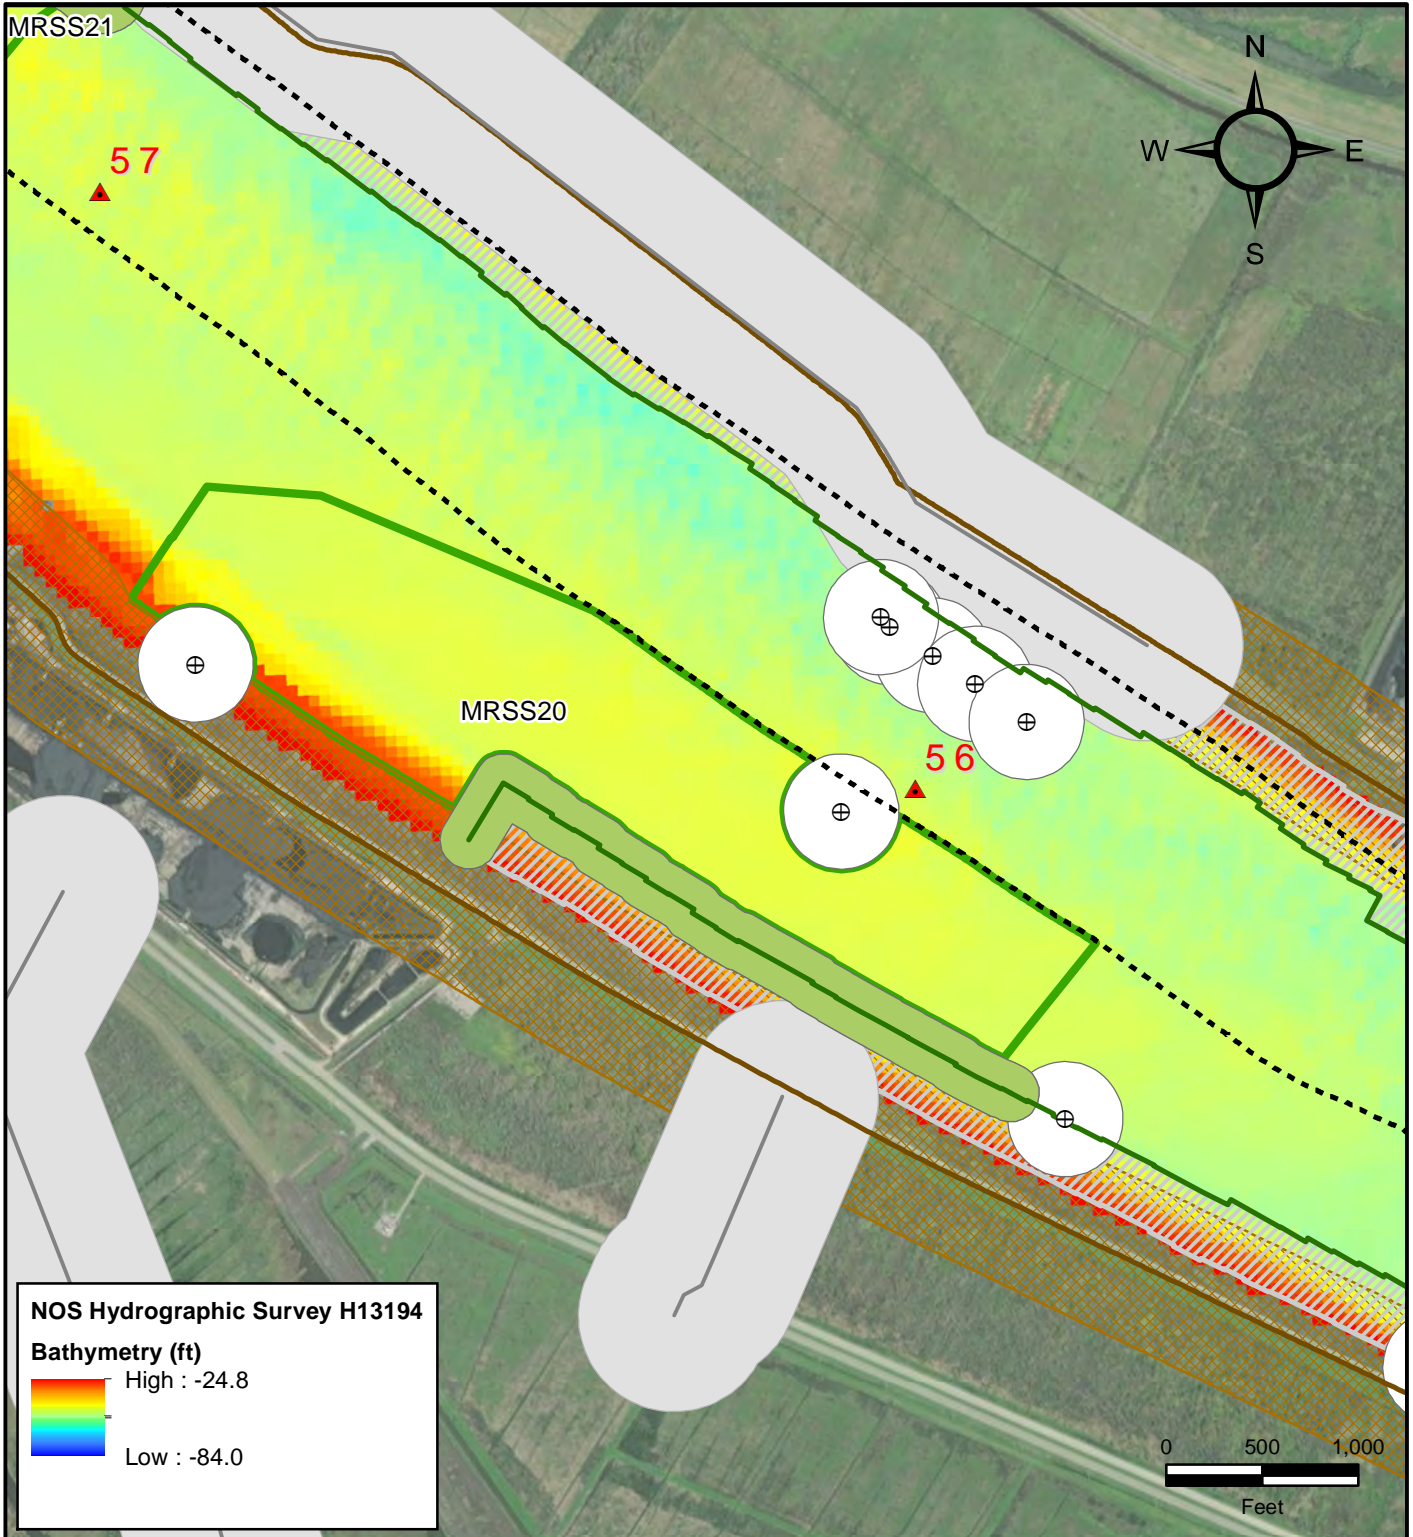 MRSS21
N
W
E
S
57
MRSS20
56
NOS Hydrographic Survey H13194
Bathymetry (ft)
High : -24.8
Low : -84.0
0 500 1,000
Feet